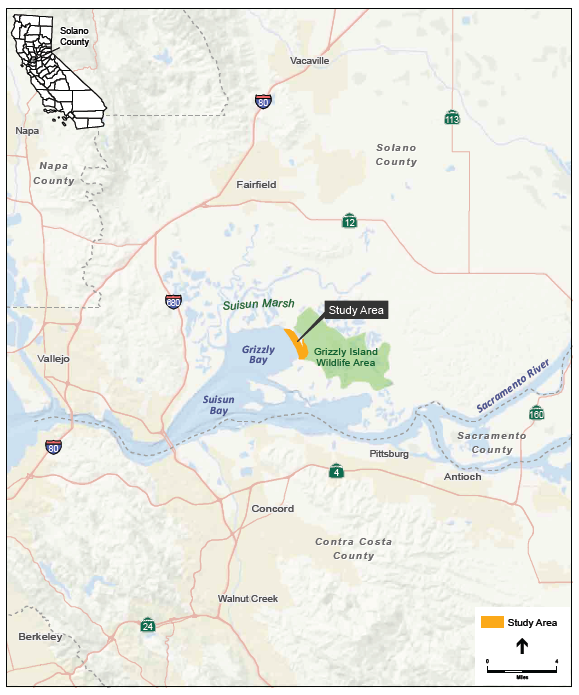 Solano
County
Vacaville
80
113
Napa
Solano
County
Napa
County
Fairfield
12
680
Suisun Marsh
Study Area
Grizzly
Bay
Grizzly Island
Wildlife Area
Vallejo
Sacramento River
Suisun
Bay
160
Sacramento
County
80
Pittsburg
4
Antioch
Concord
Contra Costa
County
Walnut Creek
24
Berkeley
Study Area
0
4
Miles